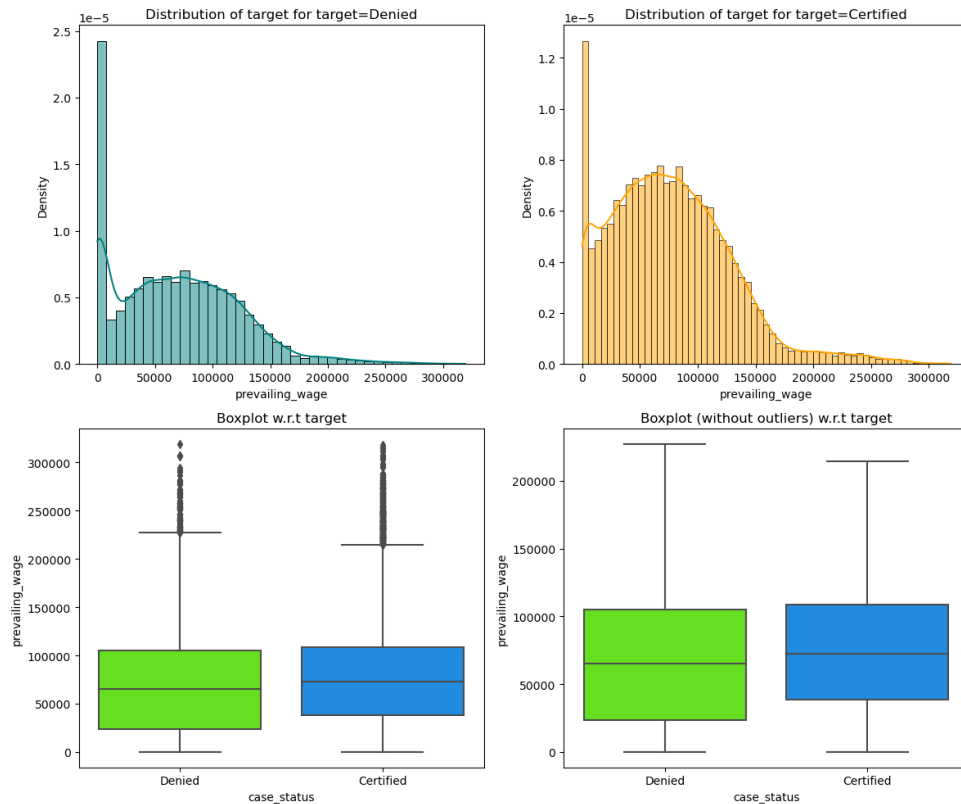 Distribution of target for target=Denied
1e−5
2.5
2.0
1.5
1.0
0.5
0.0
Density
0 50000 100000 150000 200000 250000 300000
prevailing_wage
Distribution of target for target=Certified
1e−5
1.2
1.0
0.8
0.6
0.4
0.2
0.0
Density
0 50000 100000 150000 200000 250000 300000
prevailing_wage
Boxplot w.r.t target
300000
250000
200000
150000
100000
50000
0
prevailing_wage
Denied Certified
case_status
Boxplot (without outliers) w.r.t target
200000
150000
100000
50000
0
prevailing_wage
Denied Certified
case_status